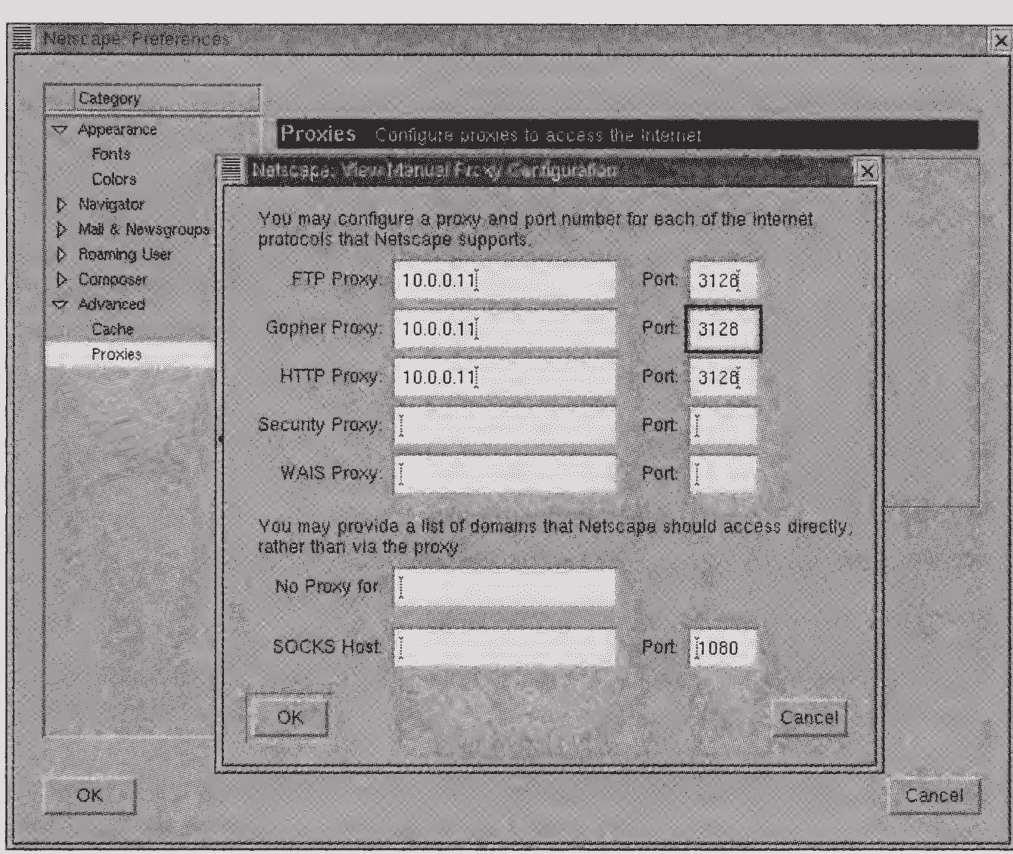 Netscape: Preferences
Category
Appearance
Fonts
Colors
Navigator
Mail & Newsgroups
Roaming User
Composer
Advanced
Cache
Proxies
Proxies Configure proxies to access the Internet
Netscape: View Manual Proxy Configuration
You may configure a proxy and port number for each of the internet
protocols that Netscape supports.
FTP Proxy: 10.0.0.11 Port: 3128
Gopher Proxy: 10.0.0.11 Port: 3128
HTTP Proxy: 10.0.0.11 Port: 3128
Security Proxy: Port:
WAIS Proxy: Port:
You may provide a list of domains that Netscape should access directly,
rather than via the proxy:
No Proxy for:
SOCKS Host: Port: 1080
OK Cancel
OK Cancel